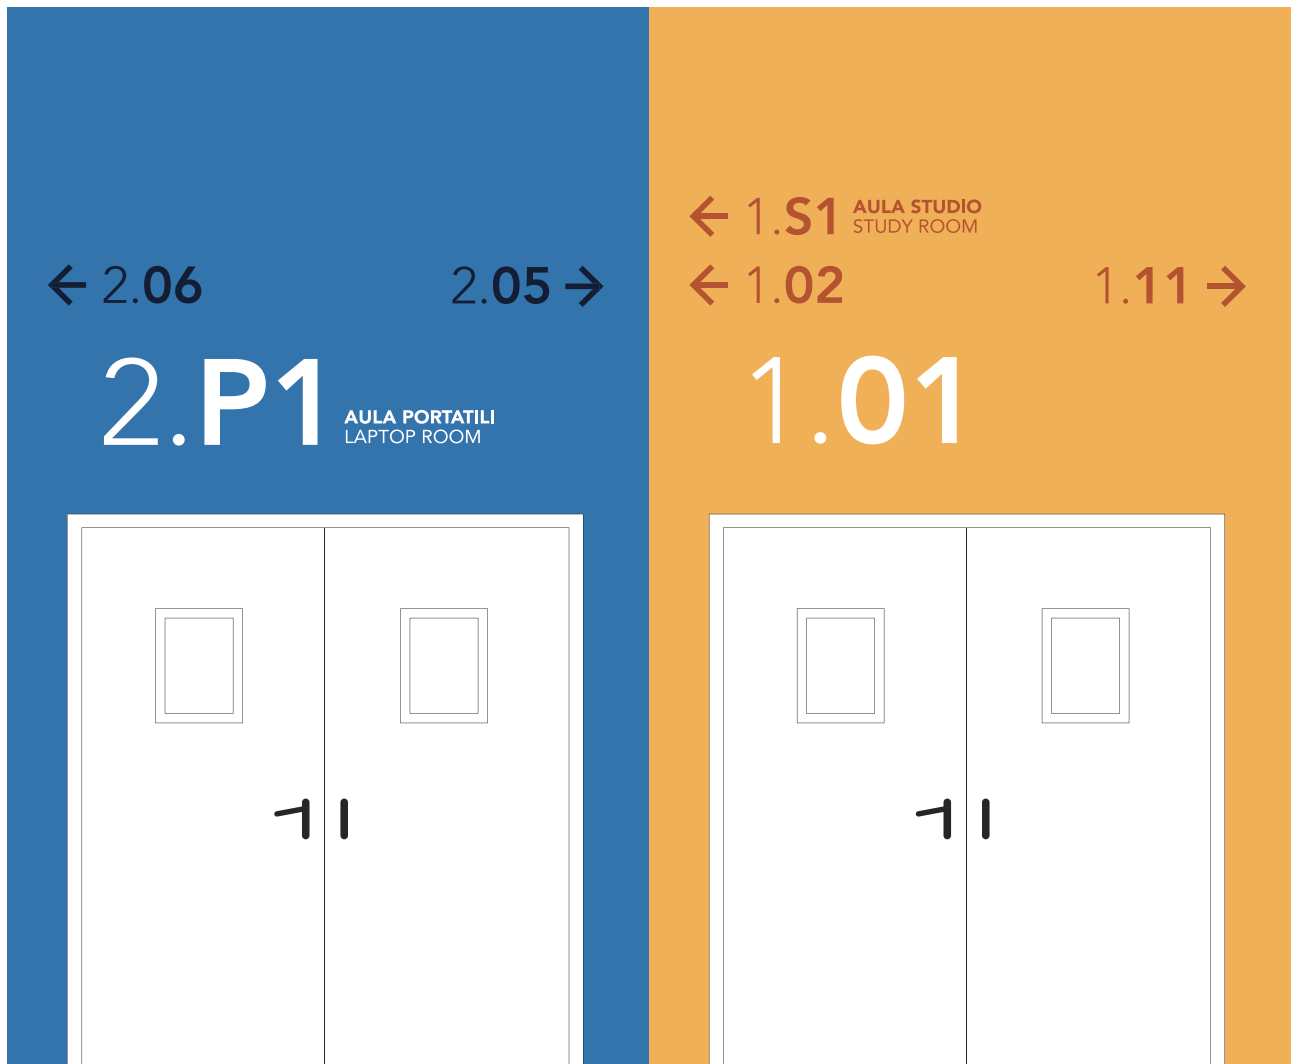 ← 2.06
2.05 →
2.P1
AULA PORTATILI
LAPTOP ROOM
← 1.S1
AULA STUDIO
STUDY ROOM
← 1.02
1.11 →
1.01